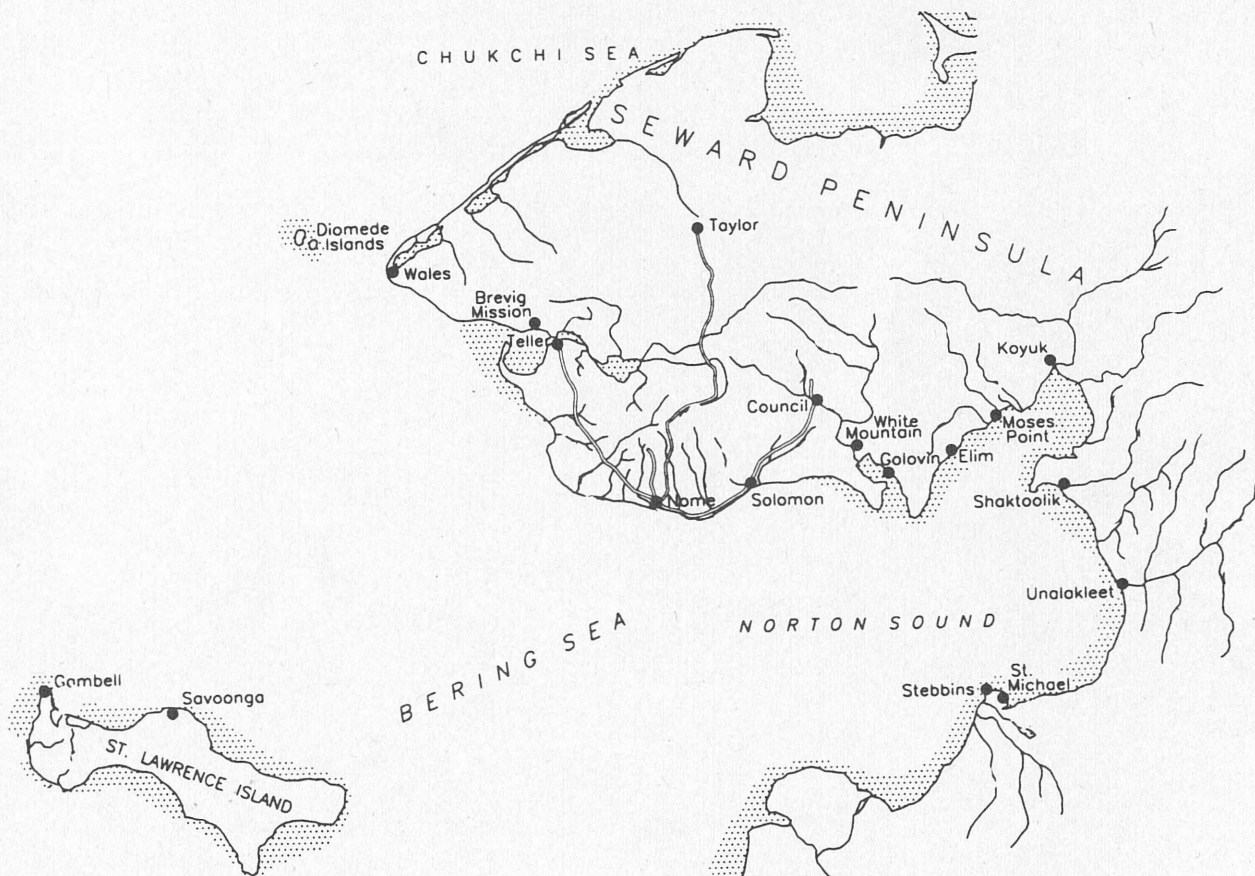 CHUKCHI SEA
SEWARD PENINSULA
Diomede
Islands
Taylor
Wales
Brevig
Mission
Teller
Koyuk
Council
White
Mountain
Moses
Point
Golovin
Elim
Nome
Solomon
Shaktoolik
Unalakleet
NORTON SOUND
BERING SEA
Gambell
Savoonga
St.
Michael
Stebbins
ST. LAWRENCE ISLAND